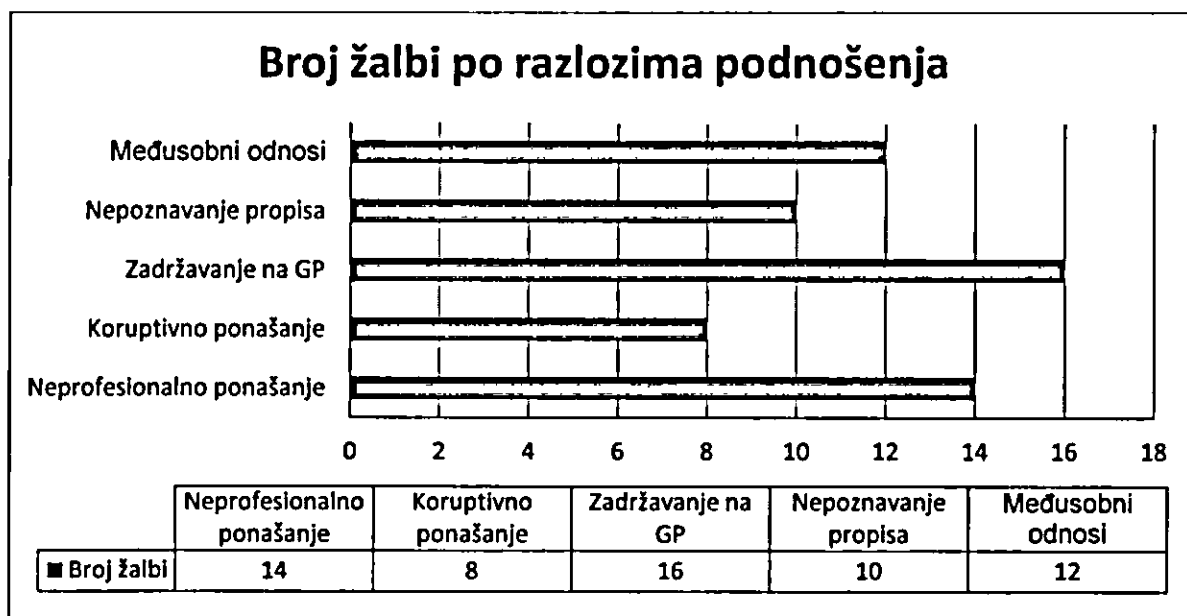 Broj žalbi po razlozima podnošenja
Međusobni odnosi
Nepoznavanje propisa
Zadržavanje na GP
Koruptivno ponašanje
Neprofesionalno ponašanje
0 2 4 6 8 10 12 14 16 18
Neprofesionalno ponašanje Koruptivno ponašanje Zadržavanje na GP Nepoznavanje propisa Međusobni odnosi
Broj žalbi 14 8 16 10 12